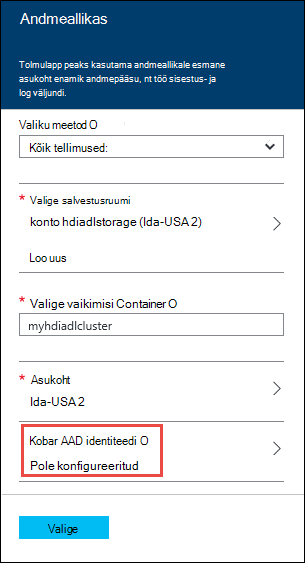 Andmeallikas
Tolmulapp peaks kasutama andmeallikale esmane
asukoht enamik andmepääsu, nt töö sisestus- ja
log väljundi.
Valiku meetod O
Kõik tellimused:
* Valige salvestusruumi
konto hdiadlstorage (Ida-USA 2)
Loo uus
* Valige vaikimisi Container O
myhdiadlcluster
* Asukoht
Ida-USA 2
Kobar AAD identiteedi O
Pole konfigureeritud
Valige